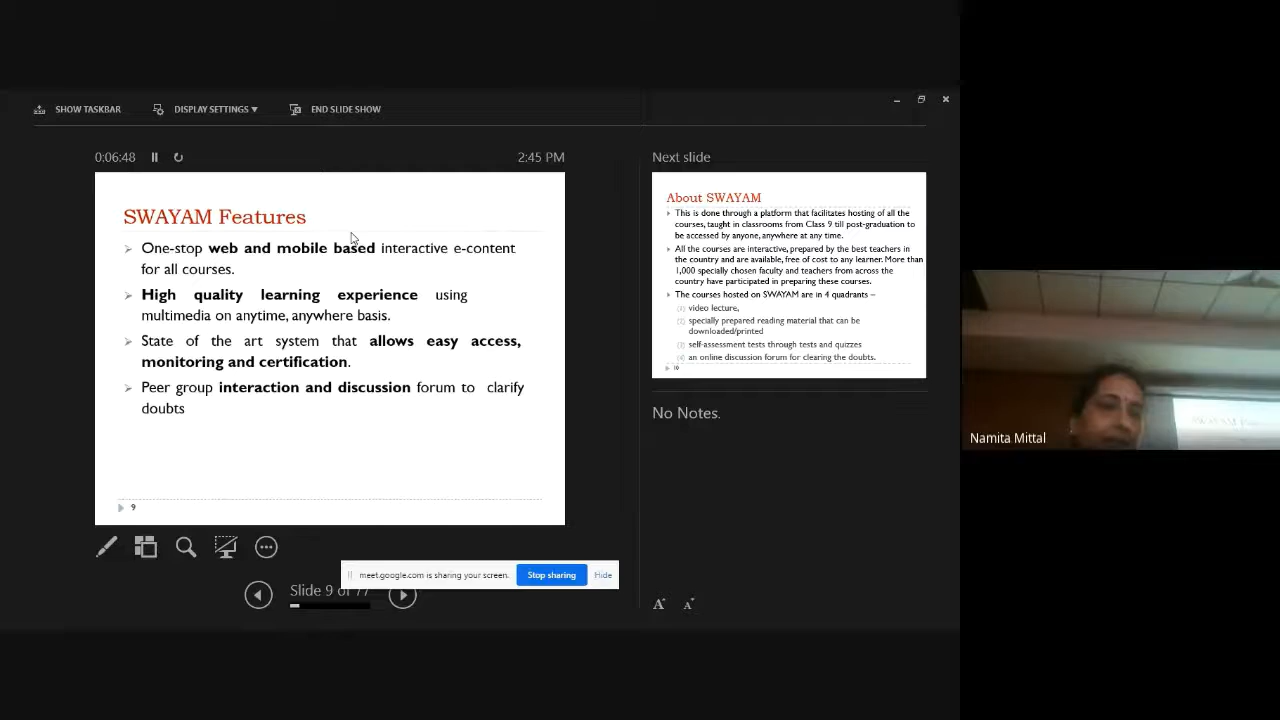 SHOW TASKBAR
DISPLAY SETTINGS
END SLIDE SHOW
0:06:48
2:45 PM
SWAYAM Features
One-stop web and mobile based interactive e-content
for all courses.
High quality learning experience using
multimedia on anytime, anywhere basis.
State of the art system that allows easy access,
monitoring and certification.
Peer group interaction and discussion forum to clarify
doubts
9
meet.google.com is sharing your screen.
Stop sharing
Hide
Slide 9 of 77
Next slide
About SWAYAM
This is done through a platform that facilitates hosting of all the
courses, taught in classrooms from Class 9 till post-graduation to
be accessed by anyone, anywhere at any time.
All the courses are interactive, prepared by the best teachers in
the country and are available, free of cost to any learner. More than
1,000 specially chosen faculty and teachers from across the
country have participated in preparing these courses.
The courses hosted on SWAYAM are in 4 quadrants –
(1) video lecture,
(2) specially prepared reading material that can be
downloaded/printed
(3) self-assessment tests through tests and quizzes
(4) an online discussion forum for clearing the doubts.
10
No Notes.
A A
Namita Mittal